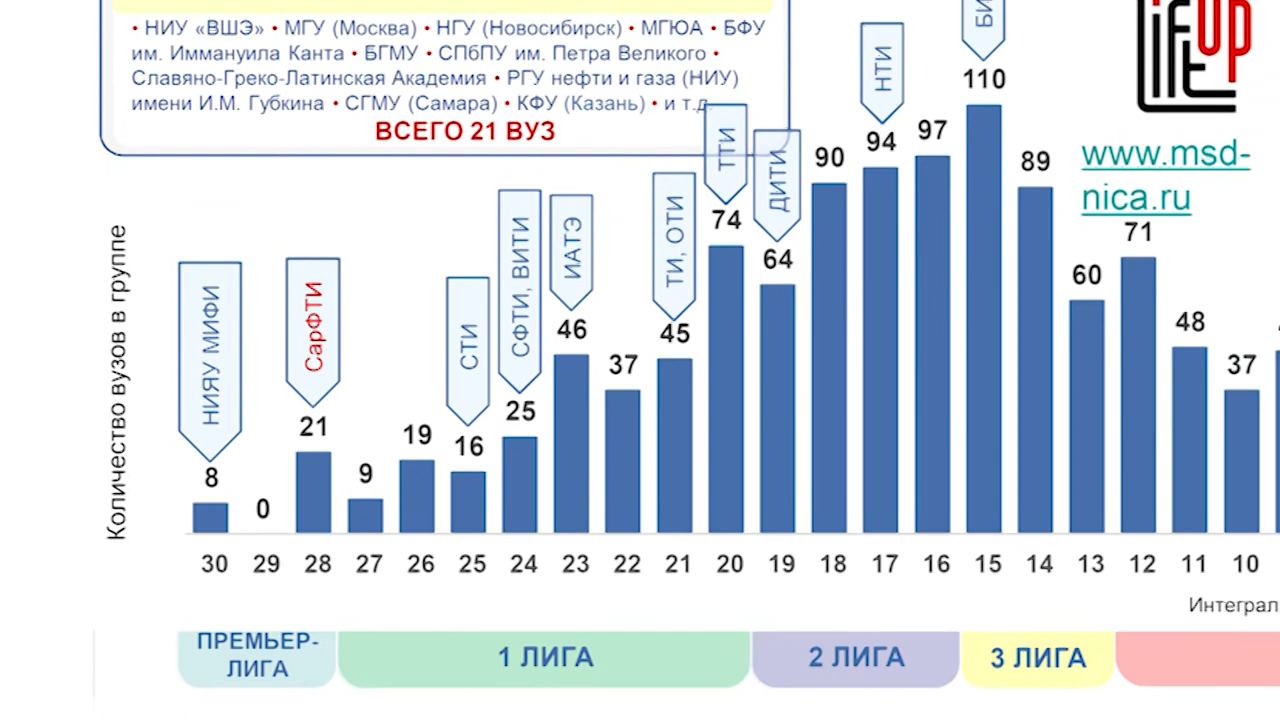 • НИУ «ВШЭ» • МГУ (Москва) • НГУ (Новосибирск) • МГЮА • БФУ
им. Иммануила Канта • БГМУ • СПбПУ им. Петра Великого •
Славяно-Греко-Латинская Академия • РГУ нефти и газа (НИУ)
имени И.М. Губкина • СГМУ (Самара) • КФУ (Казань) • и т.д.
ВСЕГО 21 ВУЗ
LIFT UP
www.msd-
nica.ru
Количество вузов в группе
НИЯУ МИФИ
СарФТИ
СТИ
СФТИ, ВИТИ
ИАТЭ
ТИ, ОТИ
ТТИ
ДИТИ
НТИ
БИ
8 0 21 9 19 16 25 46 37 45 74 64 90 94 97 110 89 60 71 48 37
30 29 28 27 26 25 24 23 22 21 20 19 18 17 16 15 14 13 12 11 10
Интеграл
ПРЕМЬЕР-
ЛИГА
1 ЛИГА
2 ЛИГА
3 ЛИГА